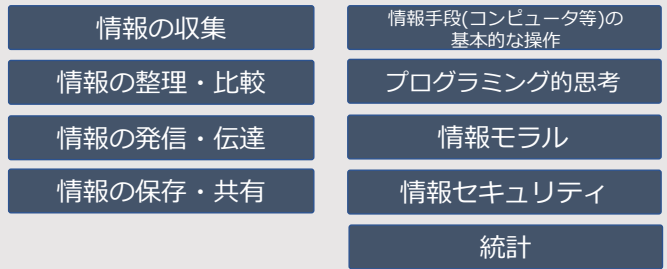 情報の収集
情報の整理・比較
情報の発信・伝達
情報の保存・共有
情報手段(コンピュータ等)の
基本的な操作
プログラミング的思考
情報モラル
情報セキュリティ
統計